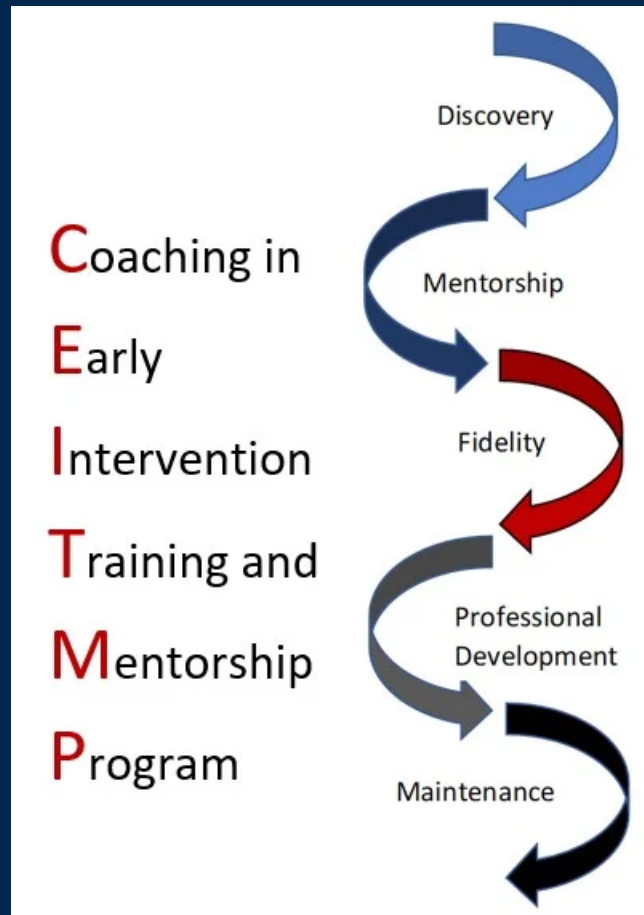 Coaching in
Early
Intervention
Training and
Mentorship
Program
Discovery
Mentorship
Fidelity
Professional
Development
Maintenance